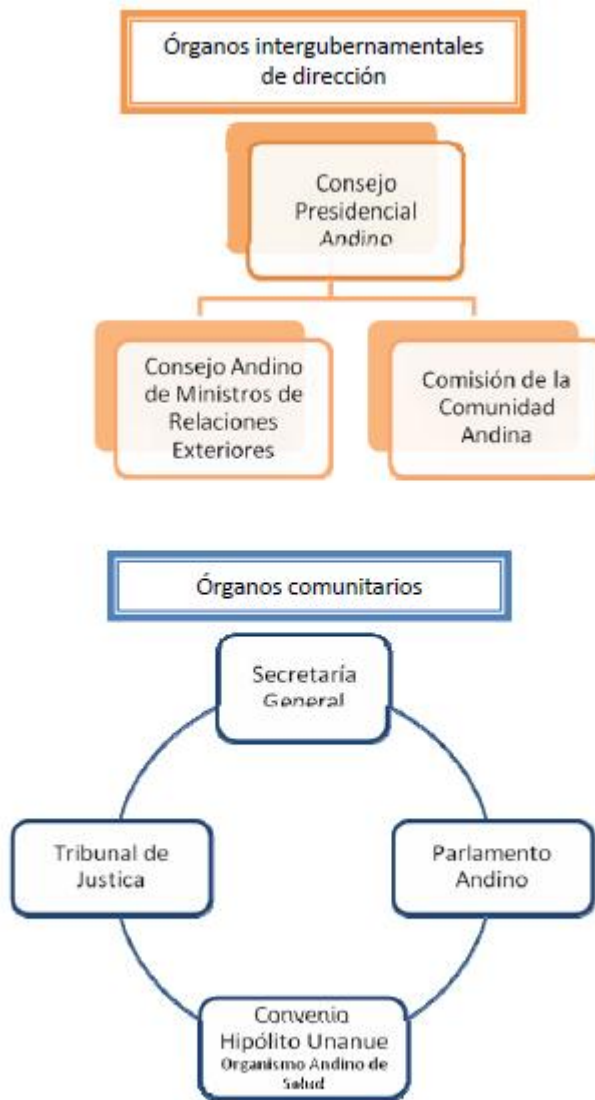 Órganos intergubernamentales
de dirección
Consejo
Presidencial
Andino
Consejo Andino
de Ministros de
Relaciones
Exteriores
Comisión de la
Comunidad
Andina
Órganos comunitarios
Secretaría
General
Tribunal de
Justica
Parlamento
Andino
Convenio
Hipólito Unanue
Organismo Andino de
Salud